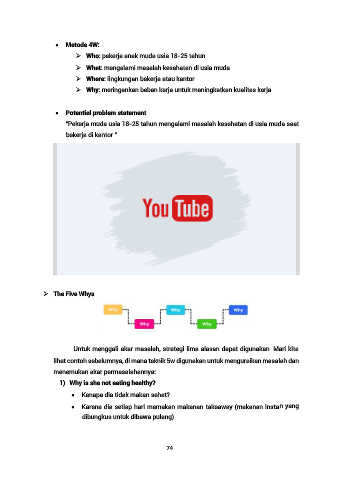 • Metode 4W:
➢ Who: pekerja anak muda usia 18-25 tahun
➢ What: mengalami masalah kesehatan di usia muda
➢ Where: lingkungan bekerja atau kantor
➢ Why: meringankan beban kerja untuk meningkatkan kualitas kerja
• Potential problem statement
"Pekerja muda usia 18-25 tahun mengalami masalah kesehatan di usia muda saat
bekerja di kantor "
YouTube
➢ The Five Whys
Why Why Why
Why Why
Untuk menggali akar masalah, strategi lima alasan dapat digunakan Mari kita
lihat contoh sebelumnya, di mana teknik 5w digunakan untuk menguraikan masalah dan
menemukan akar permasalahannya:
1) Why is she not eating healthy?
• Kenapa dia tidak makan sehat?
• Karena dia setiap hari memakan makanan takeaway (makanan instan yang
dibungkus untuk dibawa pulang)
74